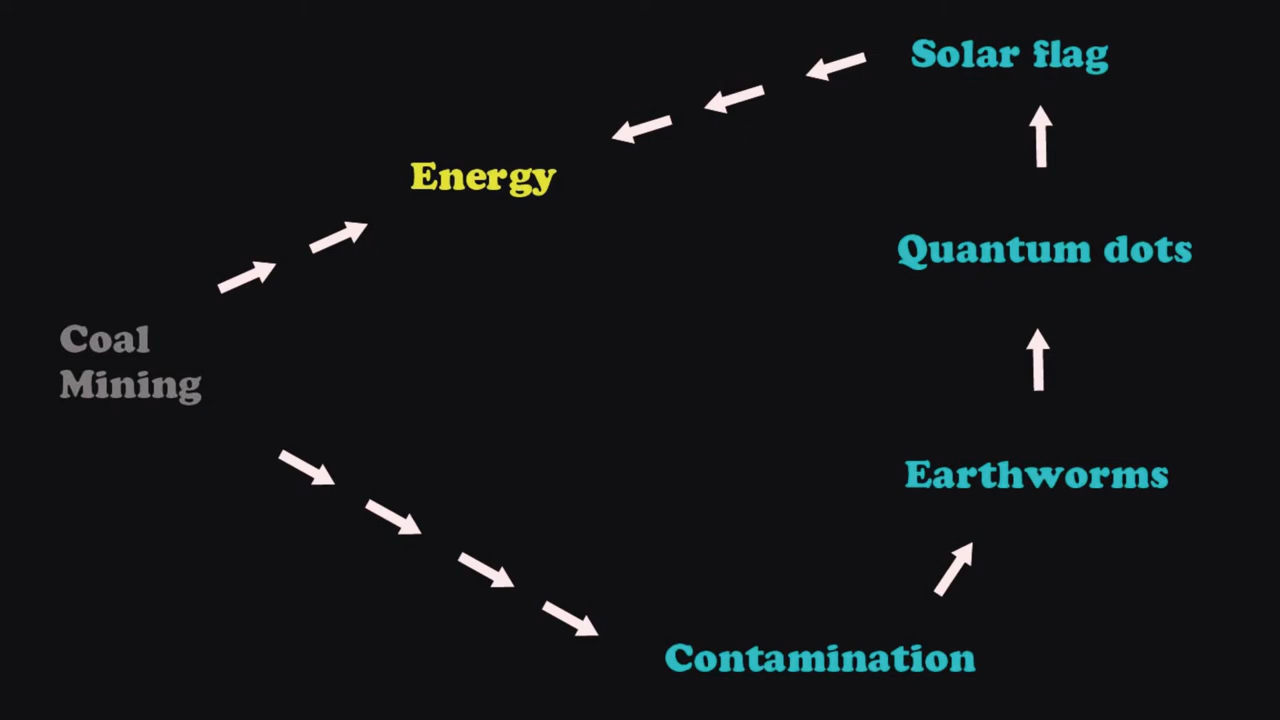 Solar flag
Energy
Quantum dots
Coal
Mining
Earthworms
Contamination